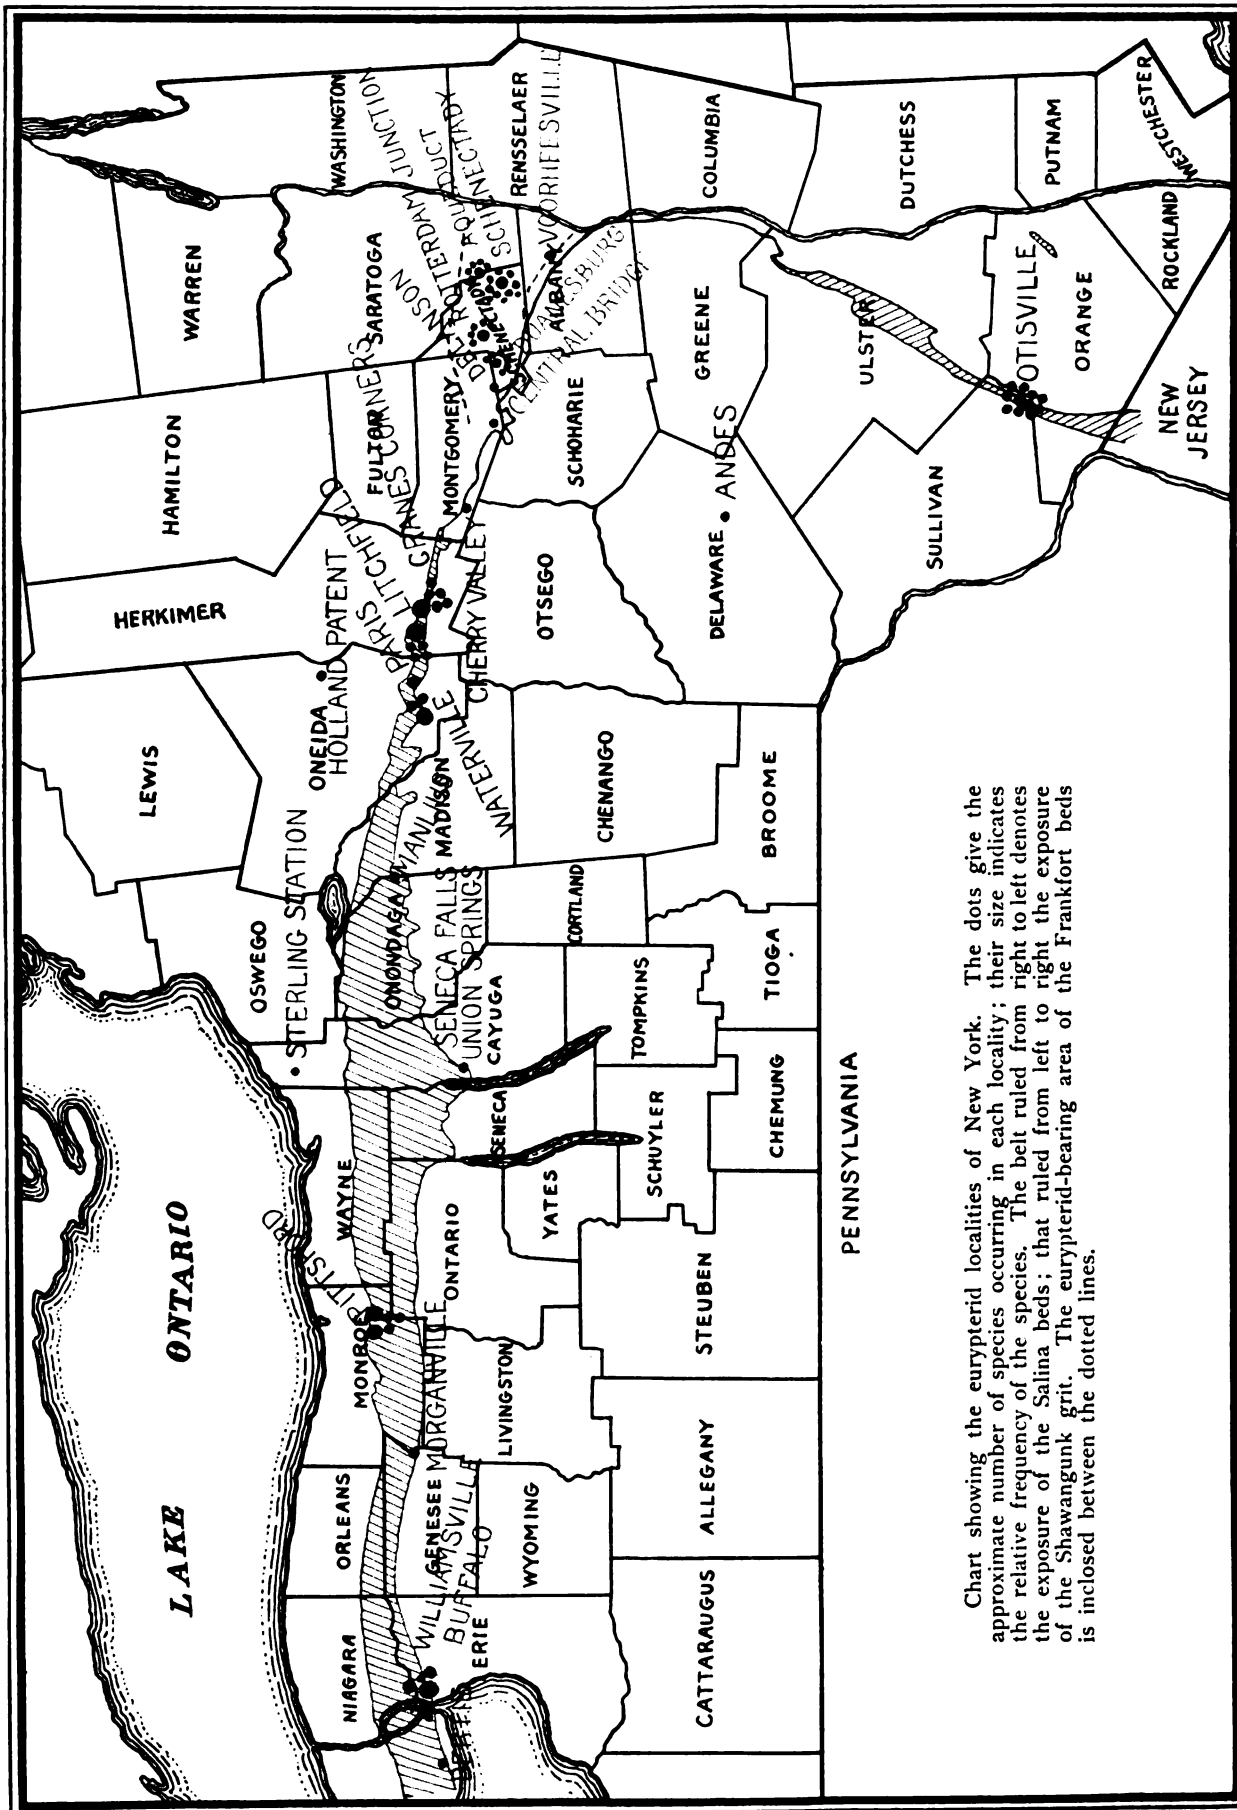 LAKE ONTARIO
LEWIS
HERKIMER
HAMILTON
WARREN
WASHINGTON
OSWEGO
STERLING STATION
ONEIDA
HOLLAND PATENT
PARIS
LITCHFIELD
FULTON
CRANES CORNERS
SARATOGA
ROTTERDAM JUNCTION
AQUEDUCT
SCHENECTADY
SCHENECTADY
RENSSELAER
VOORHEESVILLE
ALBANY
DUANESBURG
CENTRAL BRIDGE
MONTGOMERY
CHERRY VALLEY
WATERVILLE
MADISON
ONONDAGA
SENECA FALLS
UNION SPRINGS
CAYUGA
NIAGARA
ORLEANS
MONROE
PITTSFORD
WAYNE
WILLIAMSVILLE
BUFFALO
ERIE
GENESEE
MORGANVILLE
WYOMING
LIVINGSTON
ONTARIO
YATES
SENECA
CORTLAND
CHENANGO
OTSEGO
SCHOHARIE
GREENE
COLUMBIA
CATTARAUGUS
ALLEGANY
STEUBEN
SCHUYLER
TOMPKINS
CHEMUNG
TIOGA
BROOME
DELAWARE
ANDES
ULSTER
DUTCHESS
SULLIVAN
OTISVILLE
ORANGE
PUTNAM
WESTCHESTER
ROCKLAND
NEW
JERSEY
PENNSYLVANIA
Chart showing the eurypterid localities of New York. The dots give the
approximate number of species occurring in each locality; their size indicates
the relative frequency of the species. The belt ruled from right to left denotes
the exposure of the Salina beds; that ruled from left to right the exposure
of the Shawangunk grit. The eurypterid-bearing area of the Frankfort beds
is inclosed between the dotted lines.